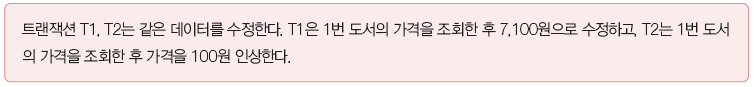 트랜잭션 T1, T2는 같은 데이터를 수정한다. T1은 1번 도서의 가격을 조회한 후 7,100원으로 수정하고, T2는 1번 도서
의 가격을 조회한 후 가격을 100원 인상한다.